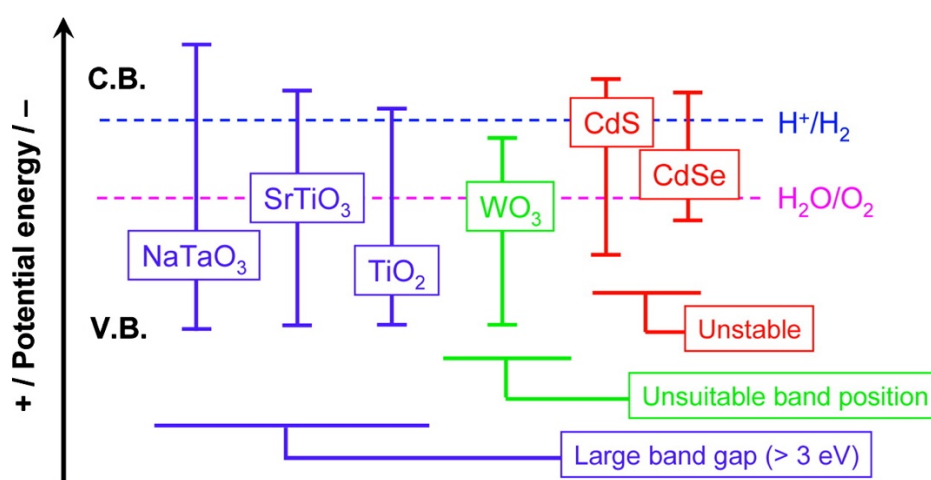 + / Potential energy / −
C.B.
V.B.
H⁺/H₂
H₂O/O₂
NaTaO₃
SrTiO₃
TiO₂
WO₃
CdS
CdSe
Unstable
Unsuitable band position
Large band gap (> 3 eV)